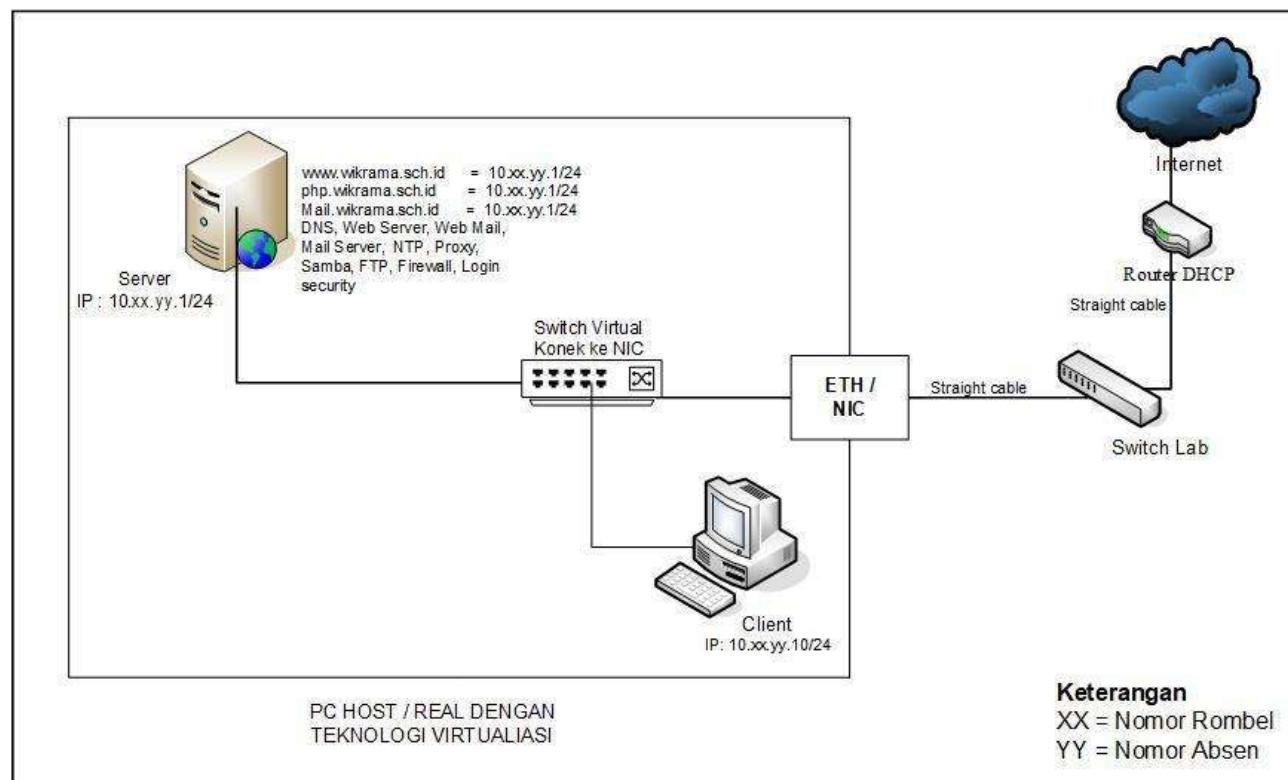 www.wikrama.sch.id = 10.xx.yy.1/24
php.wikrama.sch.id = 10.xx.yy.1/24
Mail.wikrama.sch.id = 10.xx.yy.1/24
DNS, Web Server, Web Mail,
Mail Server, NTP, Proxy,
Samba, FTP, Firewall, Login
security
Server
IP : 10.xx.yy.1/24
Switch Virtual
Konek ke NIC
ETH /
NIC
Straight cable
Internet
Router DHCP
Straight cable
Switch Lab
Client
IP: 10.xx.yy.10/24
PC HOST / REAL DENGAN
TEKNOLOGI VIRTUALIASI
Keterangan
XX = Nomor Rombel
YY = Nomor Absen